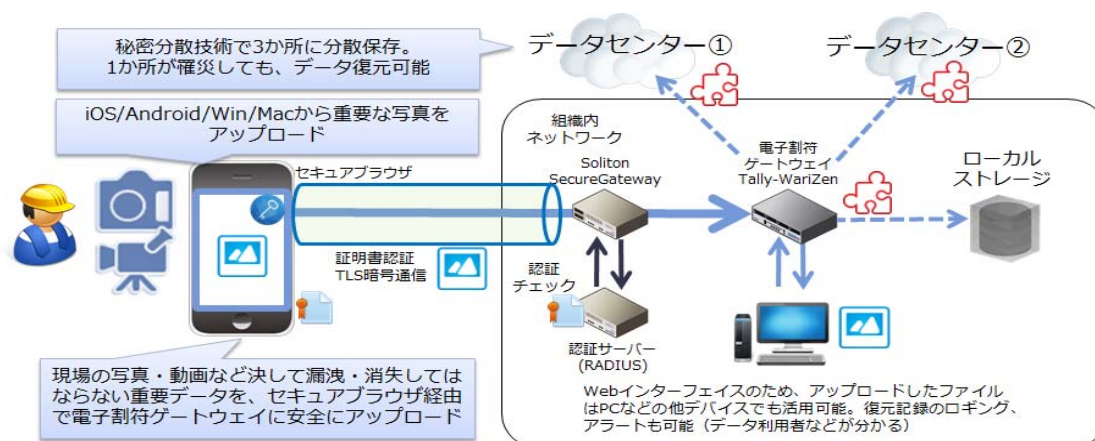 秘密分散技術で3か所に分散保存。
1か所が罹災しても、データ復元可能
データセンター①
データセンター②
iOS/Android/Win/Macから重要な写真を
アップロード
組織内
ネットワーク
セキュアブラウザ
Soliton
SecureGateway
電子割符
ゲートウェイ
Tally-WariZen
ローカル
ストレージ
証明書認証
TLS暗号通信
認証
チェック
認証サーバー
(RADIUS)
現場の写真・動画など決して漏洩・消失しては
ならない重要データを、セキュアブラウザ経由
で電子割符ゲートウェイに安全にアップロード
Webインターフェイスのため、アップロードしたファイル
はPCなどの他デバイスでも活用可能。復元記録のロギング、
アラートも可能（データ利用者などが分かる）